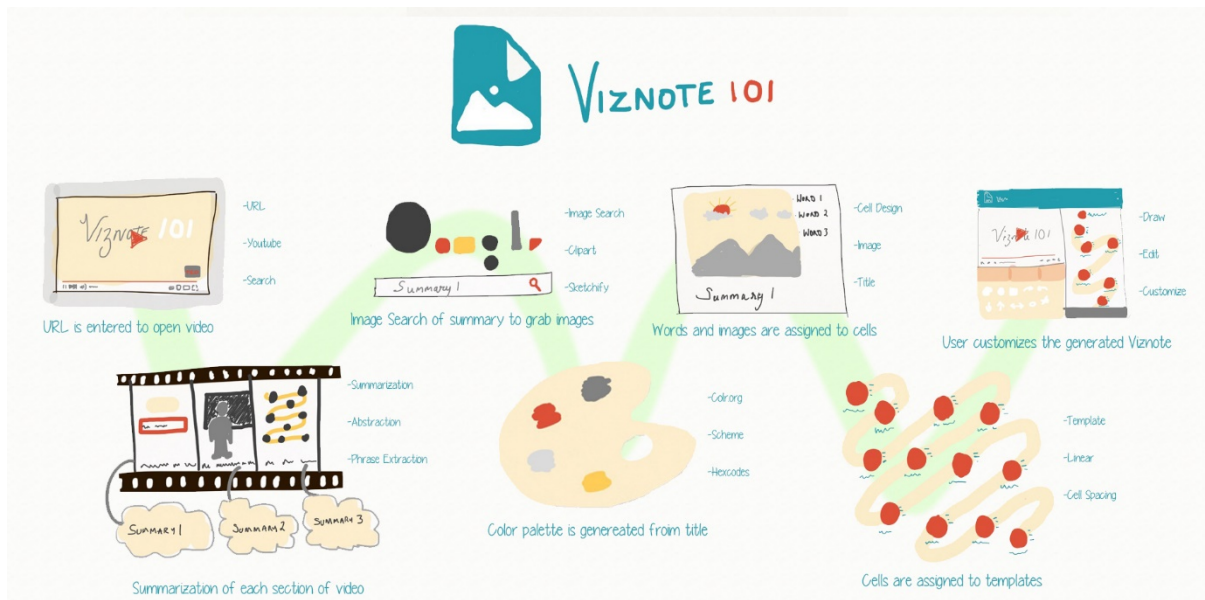 VIZNOTE 101
VIZNOTE 101
-URL
-Youtube
-Search
URL is entered to open video
-Summarization
-Abstraction
-Phrase Extraction
SUMMARY 1
SUMMARY 2
SUMMARY 3
Summarization of each section of video
-Image Search
-Clipart
-Sketchify
Summary 1
Image Search of summary to grab images
-Colr.org
-Scheme
-Hexcodes
Color palette is genereated froim title
WORD 1
WORD 2
WORD 3
Summary 1
-Cell Design
-Image
-Title
Words and images are assigned to cells
-Template
-Linear
-Cell Spacing
Cells are assigned to templates
VIZNOTE 101
-Draw
-Edit
-Customize
User customizes the generated Viznote